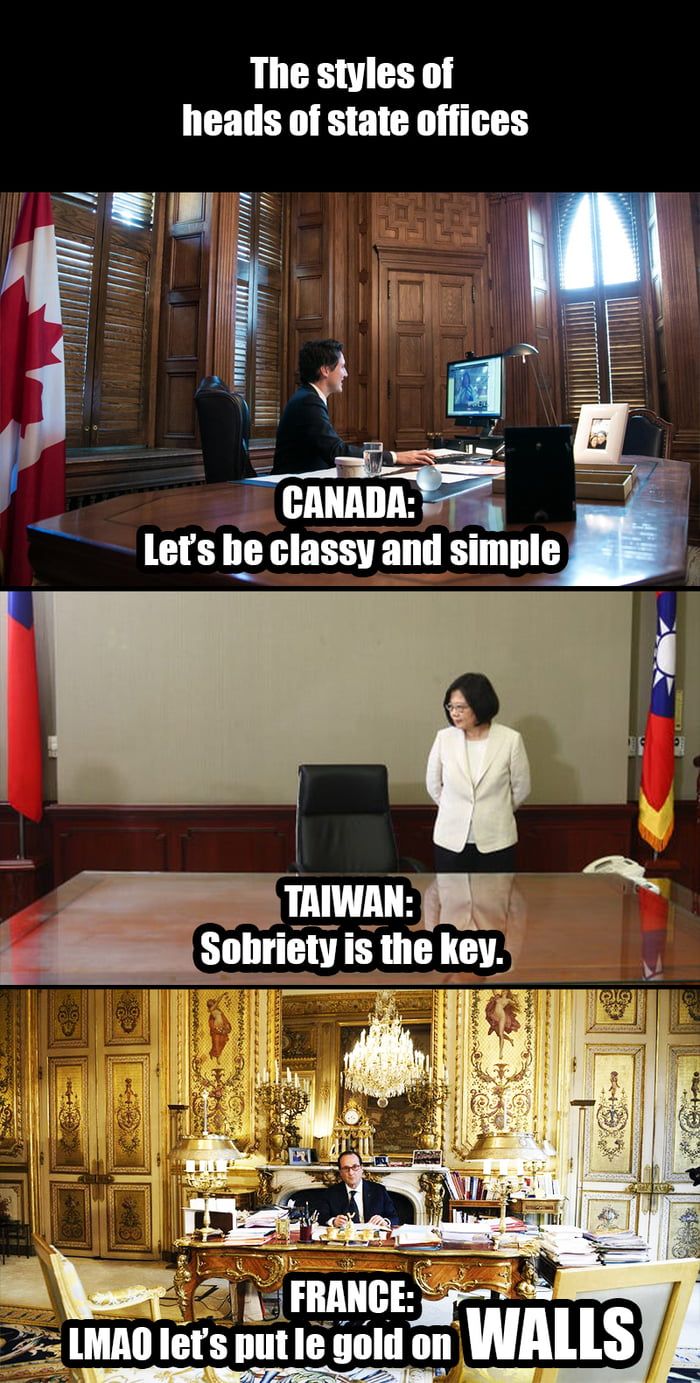 The styles of
heads of state offices
CANADA:
Let's be classy and simple
TAIWAN:
Sobriety is the key.
FRANCE:
LMAO let's put le gold on WALLS